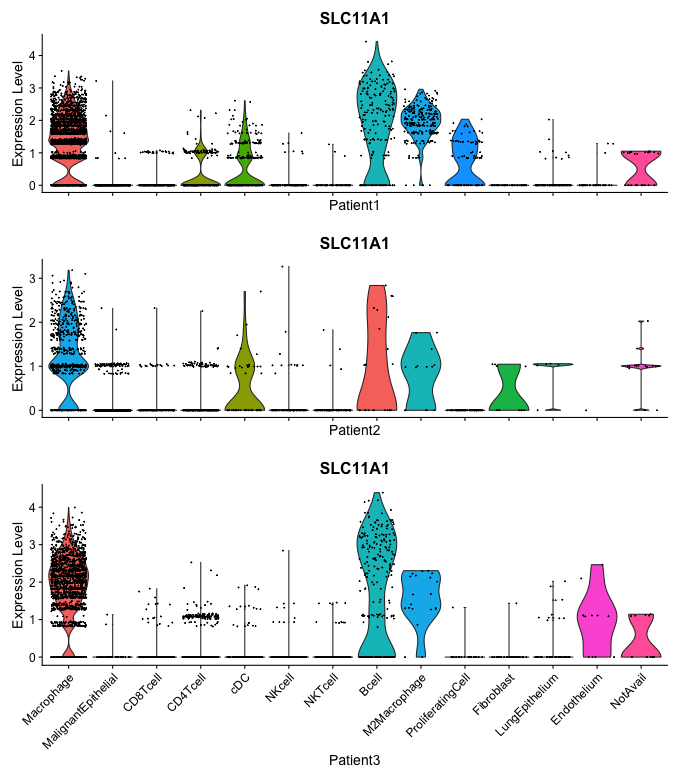 SLC11A1
Expression Level
4
3
2
1
0
Patient1
SLC11A1
Expression Level
3
2
1
0
Patient2
SLC11A1
Expression Level
4
3
2
1
0
Macrophage
MalignantEpithelial
CD8Tcell
CD4Tcell
cDC
NKcell
NKTcell
Bcell
M2Macrophage
ProliferatingCell
Fibroblast
LungEpithelium
Endothelium
NotAvail
Patient3